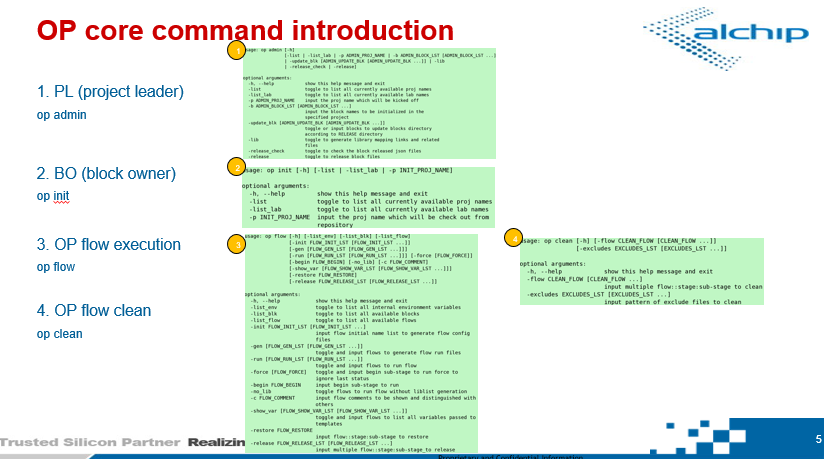 OP core command introduction
alchip
1. PL (project leader)
op admin
2. BO (block owner)
op init
3. OP flow execution
op flow
4. OP flow clean
op clean
1
usage: op admin [-h]
[-list | -list_lab | -p ADMIN_PROJ_NAME | -b ADMIN_BLOCK_LST [ADMIN_BLOCK_LST ...]
| -update_blk [ADMIN_UPDATE_BLK [ADMIN_UPDATE_BLK ...]] | -lib
| -release_check | -release]
optional arguments:
-h, --help show this help message and exit
-list toggle to list all currently available proj names
-list_lab toggle to list all currently available lab names
-p ADMIN_PROJ_NAME input the proj name which will be kicked off
-b ADMIN_BLOCK_LST [ADMIN_BLOCK_LST ...]
input the block names to be initialized in the
specified project
-update_blk [ADMIN_UPDATE_BLK [ADMIN_UPDATE_BLK ...]]
toggle or input blocks to update blocks directory
according to RELEASE directory
-lib toggle to generate library mapping links and related
files
-release_check toggle to check the block released json files
-release toggle to release block files
2
usage: op init [-h] [-list | -list_lab | -p INIT_PROJ_NAME]
optional arguments:
-h, --help show this help message and exit
-list toggle to list all currently available proj names
-list_lab toggle to list all currently available lab names
-p INIT_PROJ_NAME input the proj name which will be check out from
repository
3
usage: op flow [-h] [-list_env] [-list_blk] [-list_flow]
[-init FLOW_INIT_LST [FLOW_INIT_LST ...]]
[-gen [FLOW_GEN_LST [FLOW_GEN_LST ...]]]
[-run [FLOW_RUN_LST [FLOW_RUN_LST ...]]] [-force [FLOW_FORCE]]
[-begin FLOW_BEGIN] [-no_lib] [-c FLOW_COMMENT]
[-show_var [FLOW_SHOW_VAR_LST [FLOW_SHOW_VAR_LST ...]]]
[-restore FLOW_RESTORE]
[-release FLOW_RELEASE_LST [FLOW_RELEASE_LST ...]]
optional arguments:
-h, --help show this help message and exit
-list_env toggle to list all internal environment variables
-list_blk toggle to list all available blocks
-list_flow toggle to list all available flows
-init FLOW_INIT_LST [FLOW_INIT_LST ...]
input flow initial name list to generate flow config
files
-gen [FLOW_GEN_LST [FLOW_GEN_LST ...]]
toggle and input flows to generate flow run files
-run [FLOW_RUN_LST [FLOW_RUN_LST ...]]
toggle and input flows to run flow
-force [FLOW_FORCE] toggle and input begin sub-stage to run force to
ignore last status
-begin FLOW_BEGIN input begin sub-stage to run
-no_lib toggle flows to run flow without liblist generation
-c FLOW_COMMENT input flow comments to be shown and distinguished with
others
-show_var [FLOW_SHOW_VAR_LST [FLOW_SHOW_VAR_LST ...]]
toggle and input flows to list all variables passed to
templates
-restore FLOW_RESTORE
input flow::stage:sub-stage to restore
-release FLOW_RELEASE_LST [FLOW_RELEASE_LST ...]
input multiple flow::stage:sub-stage_to release
4
usage: op clean [-h] [-flow CLEAN_FLOW [CLEAN_FLOW ...]]
[-excludes EXCLUDES_LST [EXCLUDES_LST ...]]
optional arguments:
-h, --help show this help message and exit
-flow CLEAN_FLOW [CLEAN_FLOW ...]
input multiple flow::stage:sub-stage to clean
-excludes EXCLUDES_LST [EXCLUDES_LST ...]
input pattern of exclude files to clean
Trusted Silicon Partner Realizin
Proprietary and Confidential Information
5